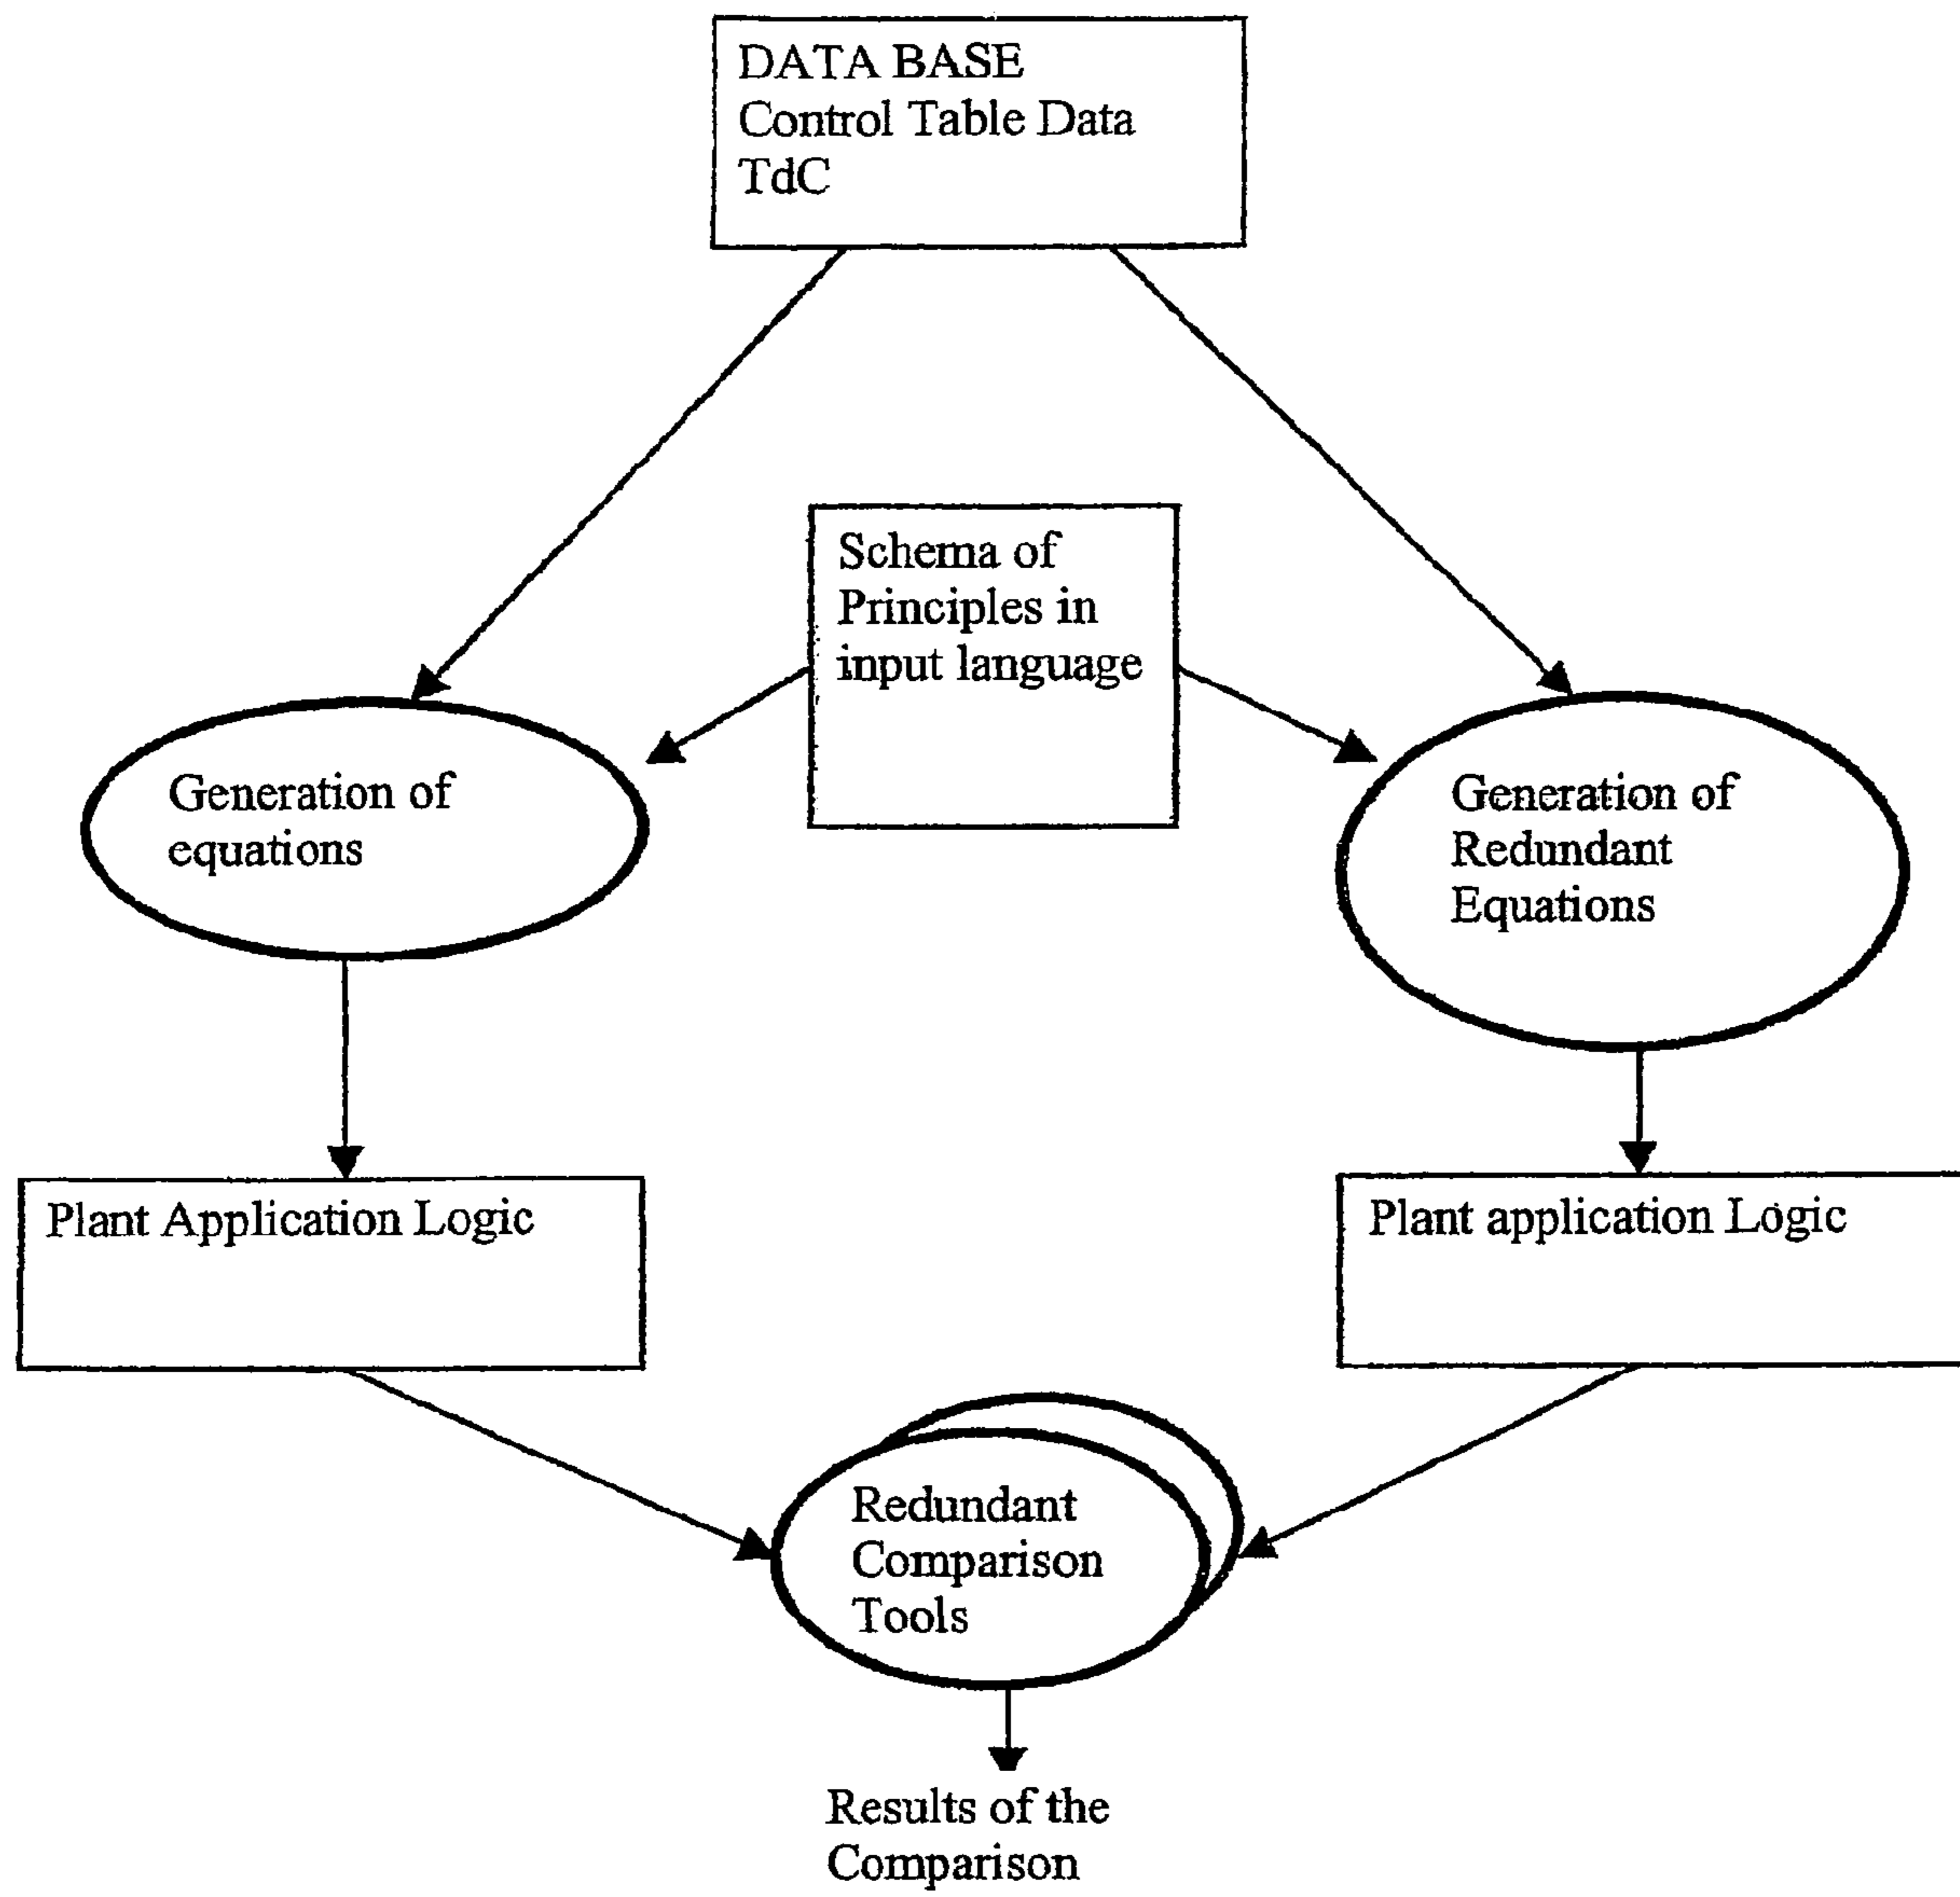 DATA BASE
Control Table Data
TdC
Schema of
Principles in
input language
Generation of
equations
Generation of
Redundant
Equations
Plant Application Logic
Plant application Logic
Redundant
Comparison
Tools
Results of the
Comparison